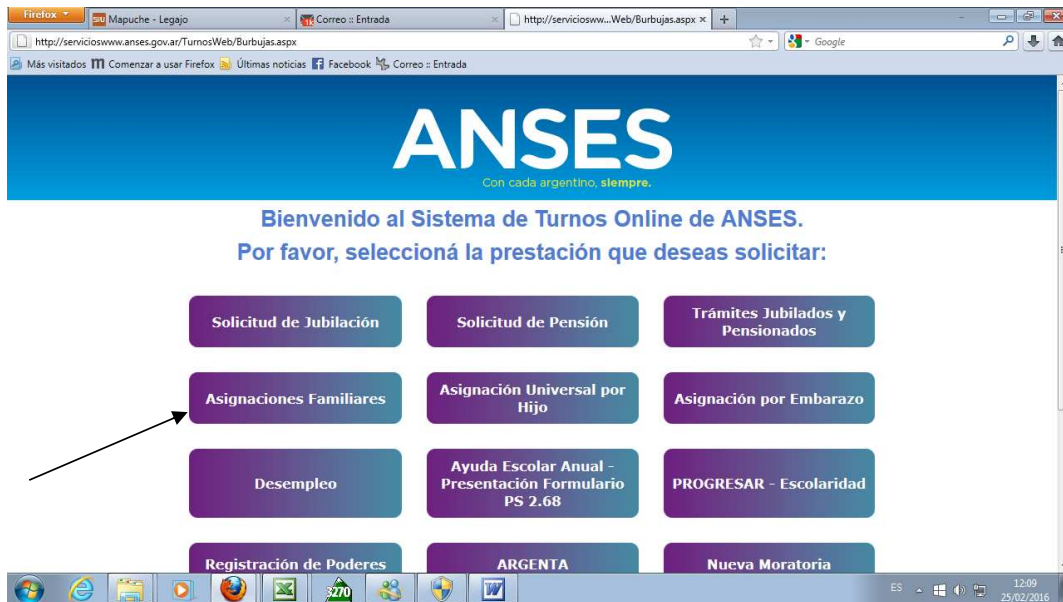 Firefox
Mapuche - Legajo
Correo :: Entrada
http://serviciosww...Web/Burbujas.aspx
http://servicioswww.anses.gov.ar/TurnosWeb/Burbujas.aspx
Google
Más visitados
Comenzar a usar Firefox
Últimas noticias
Facebook
Correo :: Entrada
ANSES
Con cada argentino, siempre.
Bienvenido al Sistema de Turnos Online de ANSES.
Por favor, seleccioná la prestación que deseas solicitar:
Solicitud de Jubilación
Solicitud de Pensión
Trámites Jubilados y
Pensionados
Asignaciones Familiares
Asignación Universal por
Hijo
Asignación por Embarazo
Desempleo
Ayuda Escolar Anual -
Presentación Formulario
PS 2.68
PROGRESAR - Escolaridad
Registración de Poderes
ARGENTA
Nueva Moratoria
3270
ES
12:09
25/02/2016